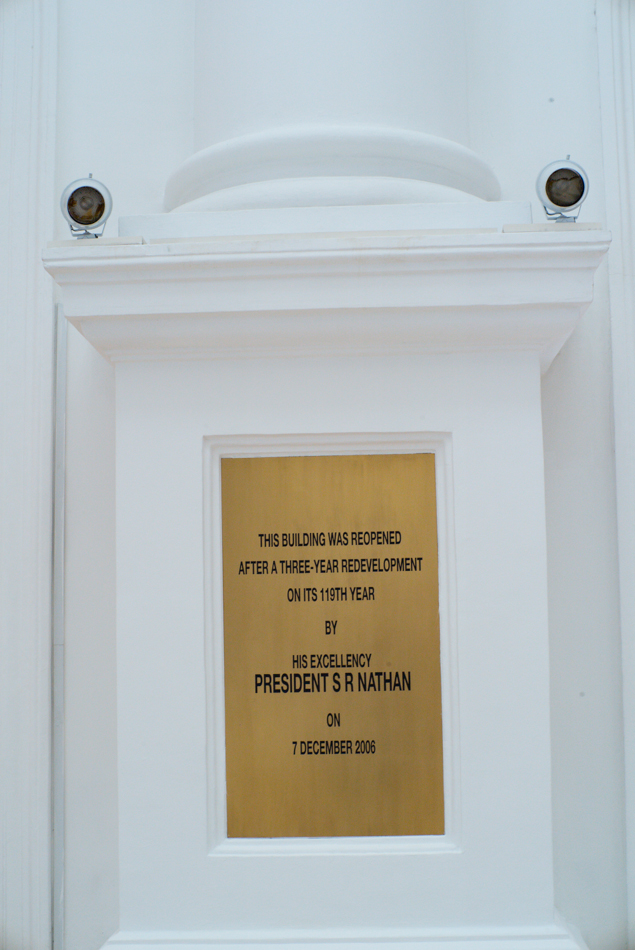 THIS BUILDING WAS REOPENED
AFTER A THREE-YEAR REDEVELOPMENT
ON ITS 119TH YEAR
BY
HIS EXCELLENCY
PRESIDENT S R NATHAN
ON
7 DECEMBER 2006